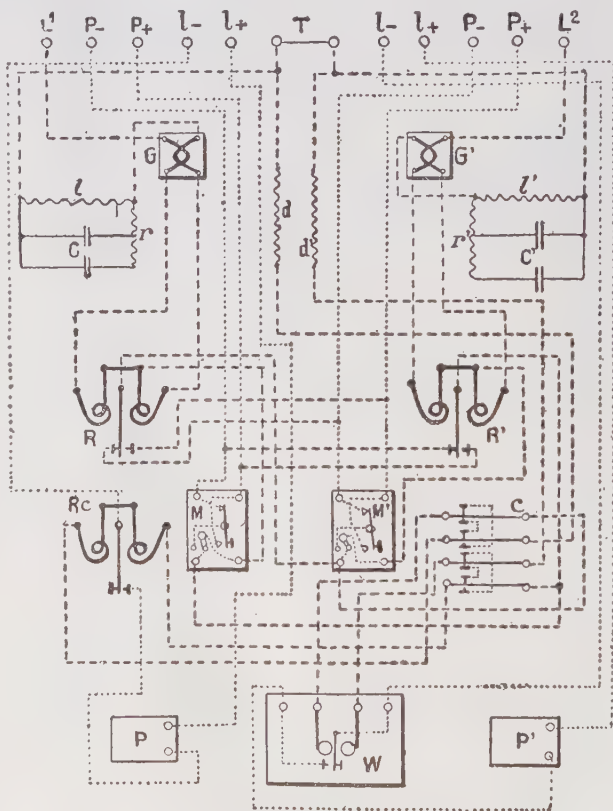 L¹ P- P+ l- l+ T l- l+ P- P+ L²
G G'
l l'
C r d d' r' C'
R R'
Rc M M' C
P W P'